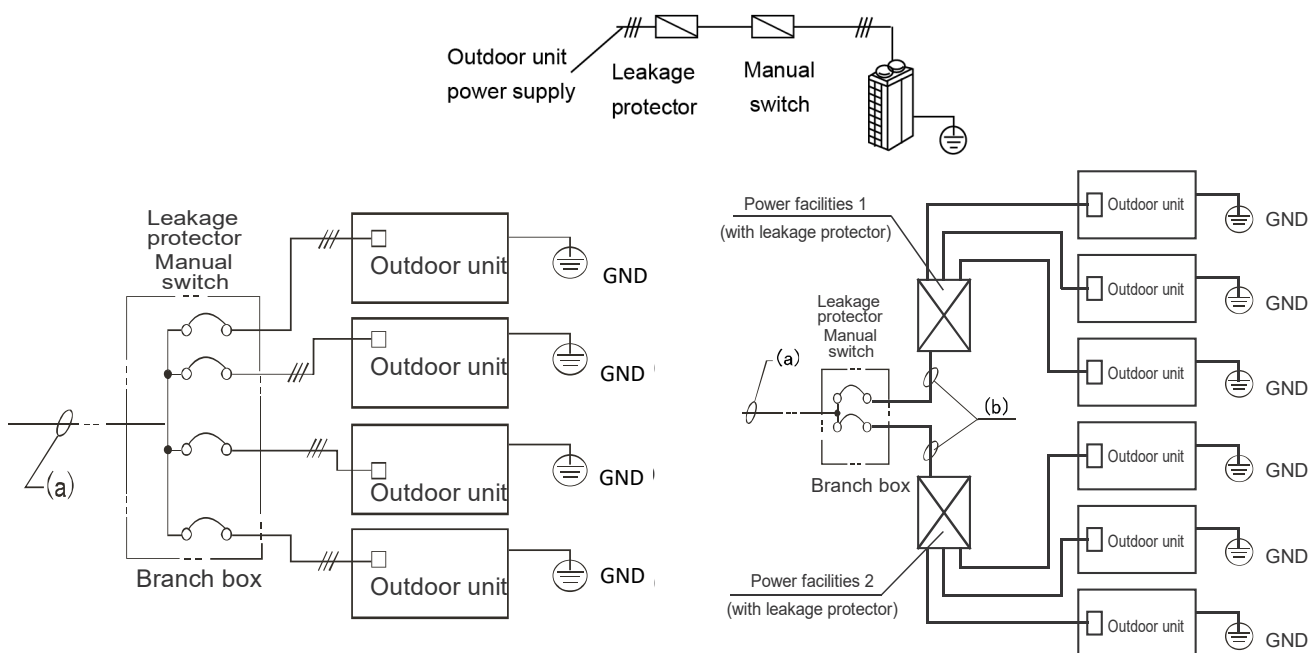 Outdoor unit
power supply
Leakage
protector
Manual
switch
Leakage
protector
Manual
switch
Outdoor unit
GND
Outdoor unit
GND
(a)
Outdoor unit
GND
Outdoor unit
GND
Branch box
Power facilities 1
(with leakage protector)
Outdoor unit
GND
Outdoor unit
GND
Leakage
protector
Manual
switch
(a)
Outdoor unit
GND
(b)
Branch box
Outdoor unit
GND
Outdoor unit
GND
Power facilities 2
(with leakage protector)
Outdoor unit
GND